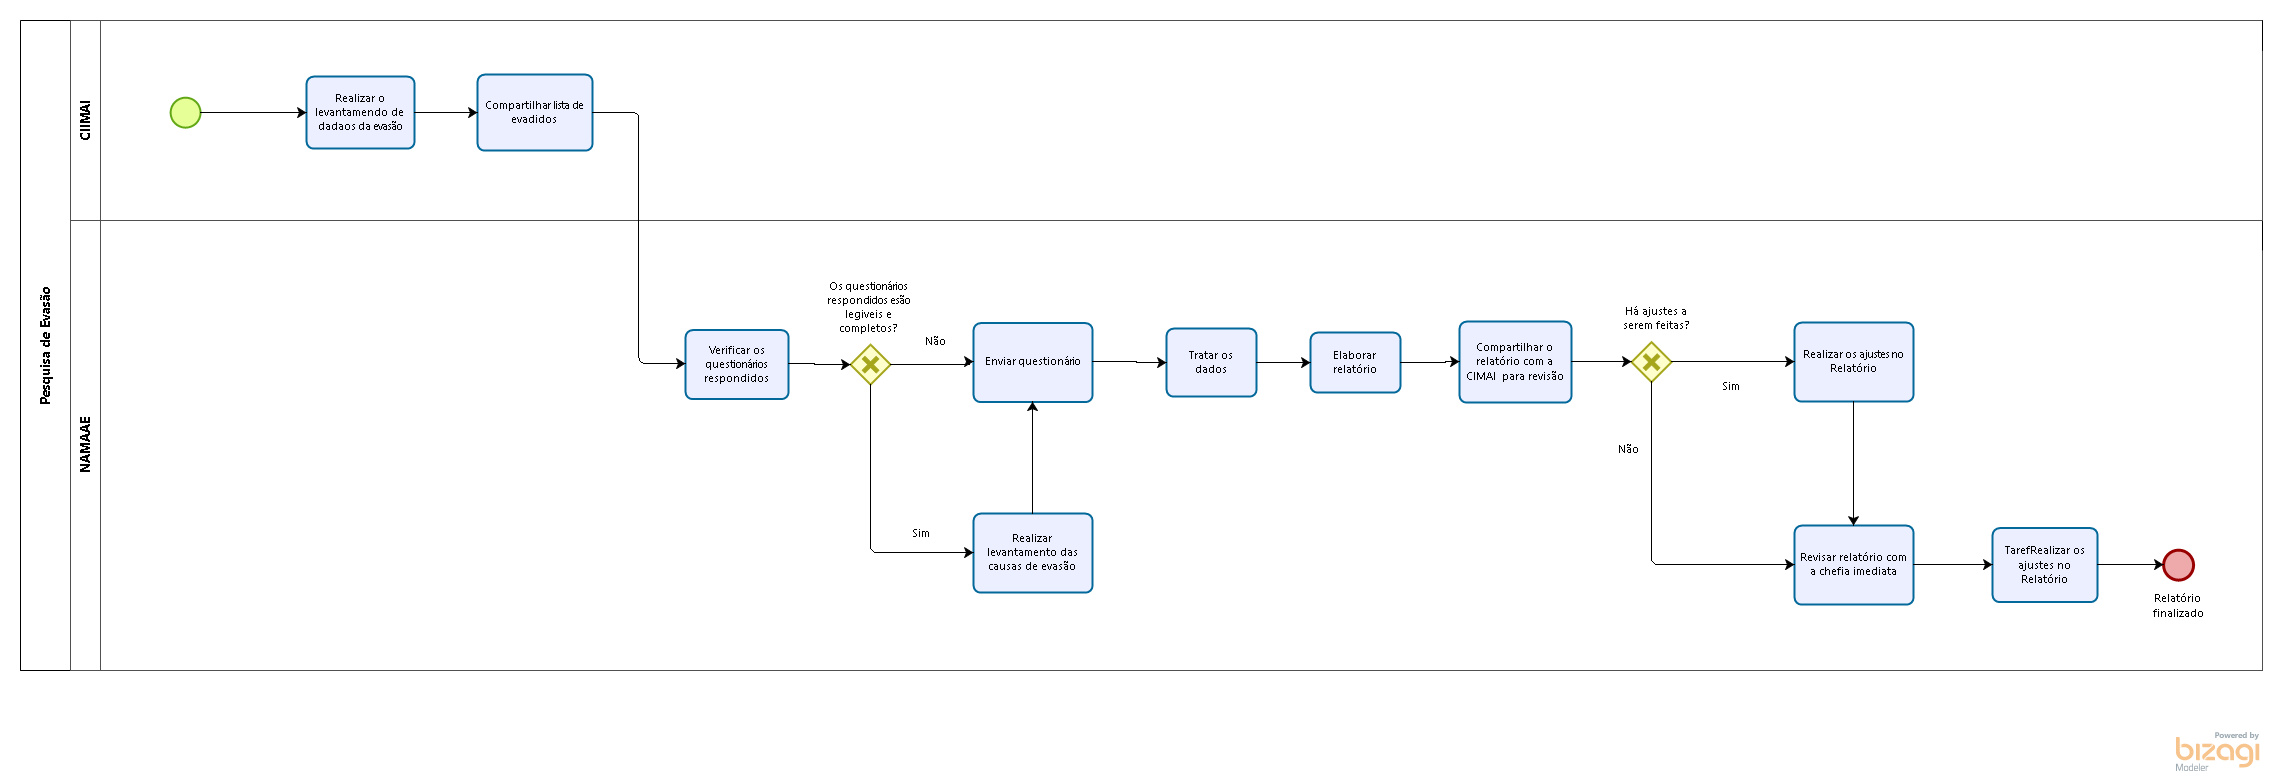 Pesquisa de Evasão
CIIMAI
Realizar o
levantamendo de
dadaos da evasão
Compartilhar lista de
evadidos
NAMAAE
Verificar os
questionários
respondidos
Os questionários
respondidos esão
legiveis e
completos?
Não
Sim
Enviar questionário
Realizar
levantamento das
causas de evasão
Tratar os
dados
Elaborar
relatório
Compartilhar o
relatório com a
CIMAI para revisão
Há ajustes a
serem feitas?
Sim
Não
Realizar os ajustes no
Relatório
Revisar relatório com
a chefia imediata
TarefRealizar os
ajustes no
Relatório
Relatório
finalizado
Powered by
bizagi
Modeler